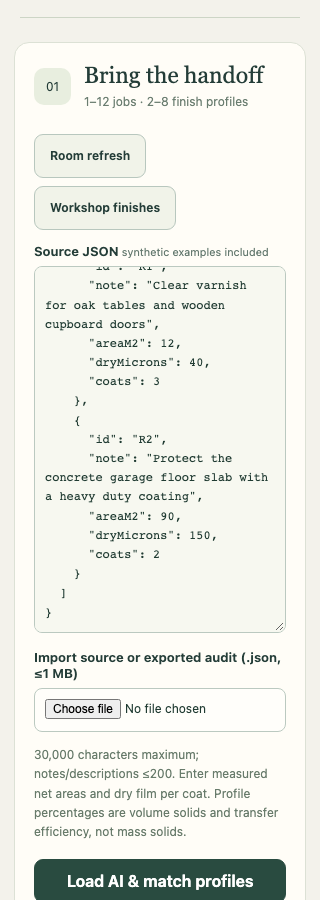 01
Bring the handoff
1–12 jobs · 2–8 finish profiles
Room refresh
Workshop finishes
Source JSON synthetic examples included
"id": "R1",
"note": "Clear varnish
for oak tables and wooden
cupboard doors",
"areaM2": 12,
"dryMicrons": 40,
"coats": 3
},
{
"id": "R2",
"note": "Protect the
concrete garage floor slab with
a heavy duty coating",
"areaM2": 90,
"dryMicrons": 150,
"coats": 2
}
]
}
Import source or exported audit (.json,
≤1 MB)
Choose file No file chosen
30,000 characters maximum;
notes/descriptions ≤200. Enter measured
net areas and dry film per coat. Profile
percentages are volume solids and transfer
efficiency, not mass solids.
Load AI & match profiles